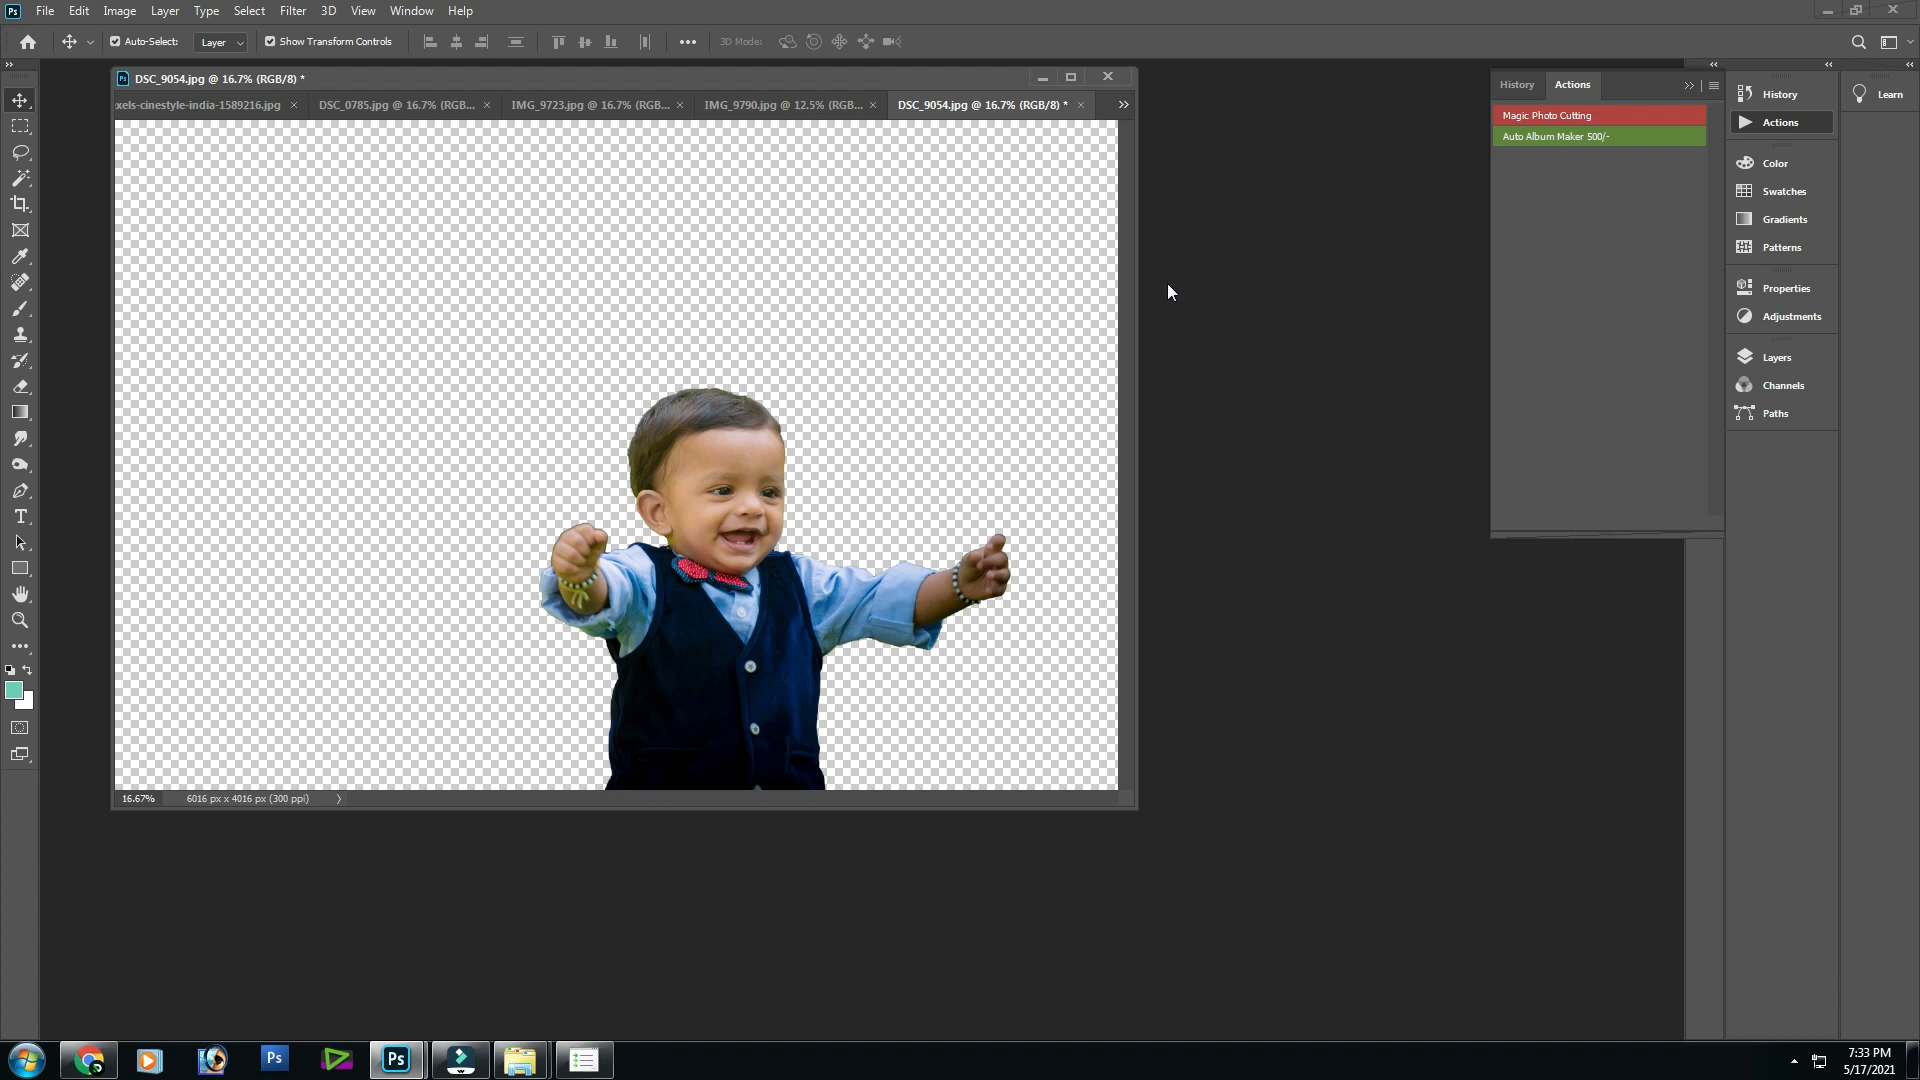 Ps File Edit Image Layer Type Select Filter 3D View Window Help
Auto-Select: Layer Show Transform Controls 3D Mode:
Ps DSC_9054.jpg @ 16.7% (RGB/8) *
xels-cinestyle-india-1589216.jpg DSC_0785.jpg @ 16.7% (RGB... IMG_9723.jpg @ 16.7% (RGB... IMG_9790.jpg @ 12.5% (RGB... DSC_9054.jpg @ 16.7% (RGB/8) *
History Actions
Magic Photo Cutting
Auto Album Maker 500/-
History
Actions
Color
Swatches
Gradients
Patterns
Properties
Adjustments
Layers
Channels
Paths
Learn
16.67% 6016 px x 4016 px (300 ppi)
Ps Ps
7:33 PM
5/17/2021